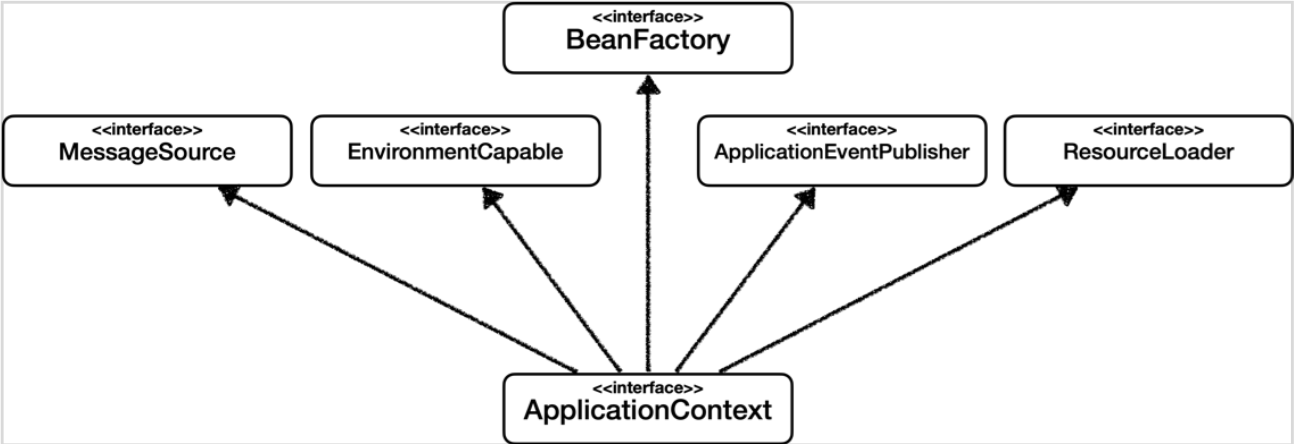 <<interface>>
BeanFactory
<<interface>>
MessageSource
<<interface>>
EnvironmentCapable
<<interface>>
ApplicationEventPublisher
<<interface>>
ResourceLoader
<<interface>>
ApplicationContext